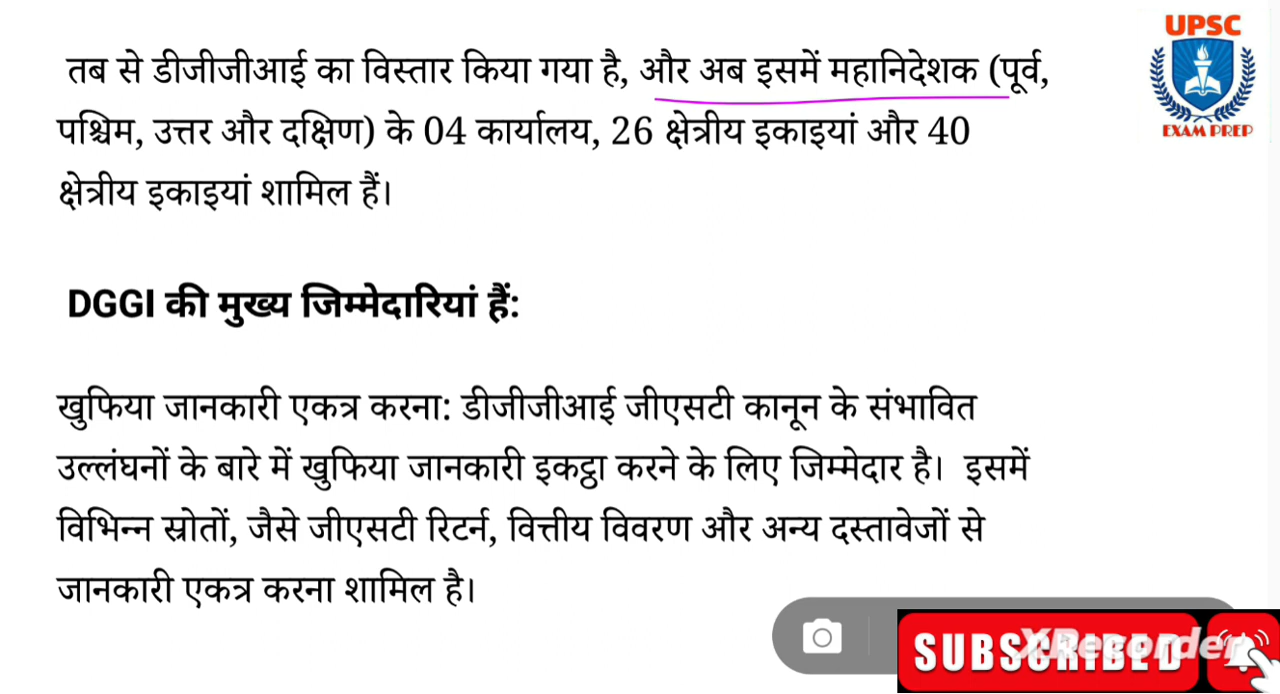 तब से डीजीजीआई का विस्तार किया गया है, और अब इसमें महानिदेशक (पूर्व,
पश्चिम, उत्तर और दक्षिण) के 04 कार्यालय, 26 क्षेत्रीय इकाइयां और 40
क्षेत्रीय इकाइयां शामिल हैं।
UPSC
EXAM PREP
DGGI की मुख्य जिम्मेदारियां हैं:
खुफिया जानकारी एकत्र करना: डीजीजीआई जीएसटी कानून के संभावित
उल्लंघनों के बारे में खुफिया जानकारी इकट्ठा करने के लिए जिम्मेदार है। इसमें
विभिन्न स्रोतों, जैसे जीएसटी रिटर्न, वित्तीय विवरण और अन्य दस्तावेजों से
जानकारी एकत्र करना शामिल है।
SUBSCRIBED
XRecorder